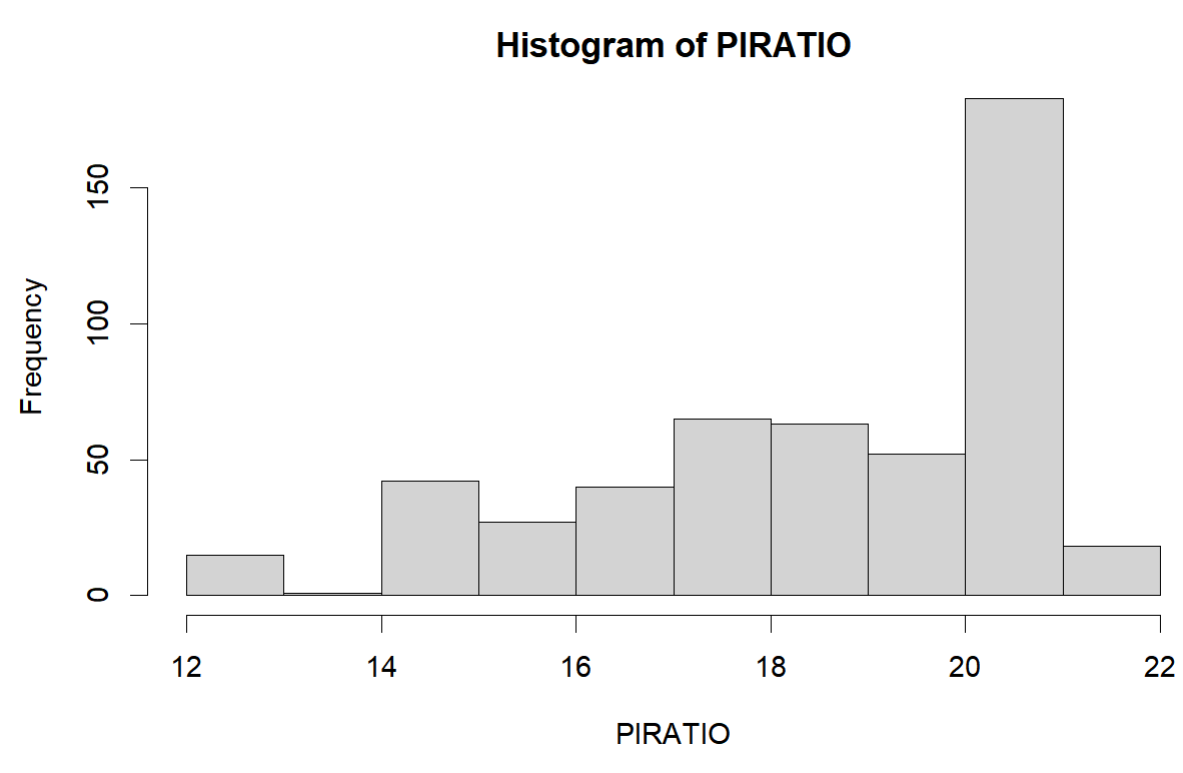 Histogram of PIRATIO
Frequency
150
100
50
0
12 14 16 18 20 22
PIRATIO